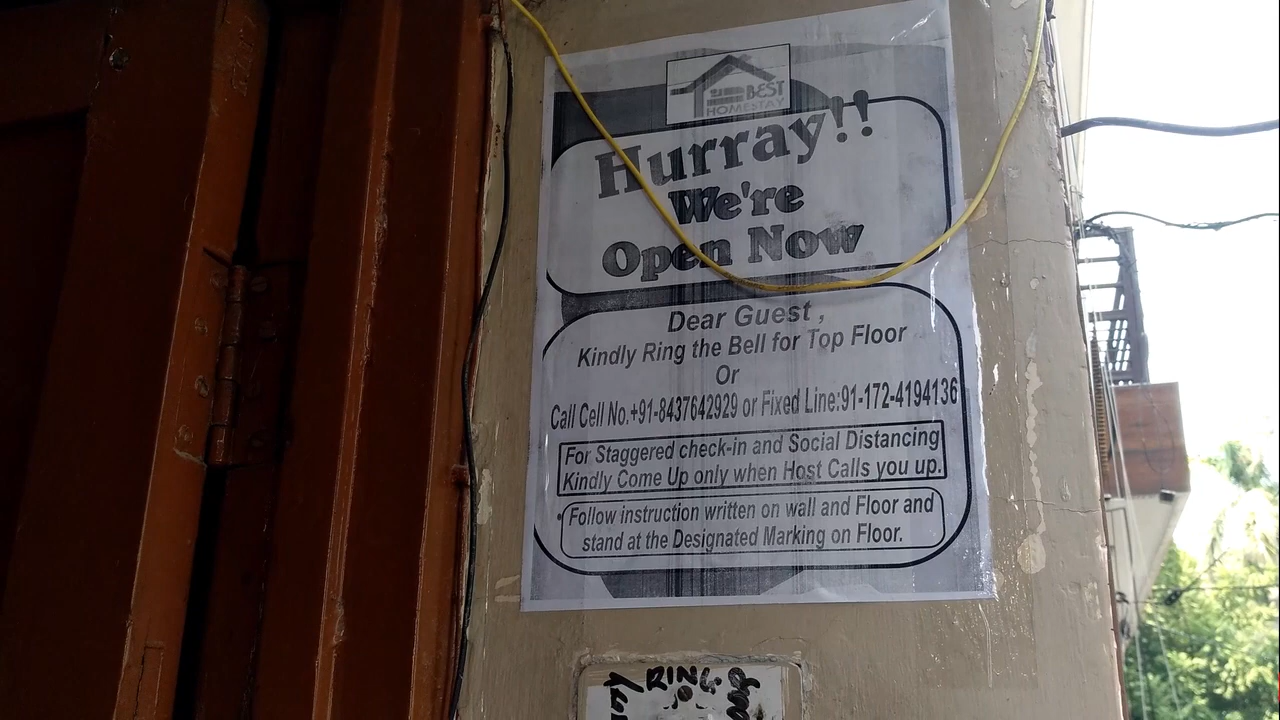 BEST
HOMESTAY
Hurray!!
We're
Open Now
Dear Guest ,
Kindly Ring the Bell for Top Floor
Or
Call Cell No.+91-8437642929 or Fixed Line:91-172-4194136
For Staggered check-in and Social Distancing
Kindly Come Up only when Host Calls you up.
Follow instruction written on wall and Floor and
stand at the Designated Marking on Floor.
RING